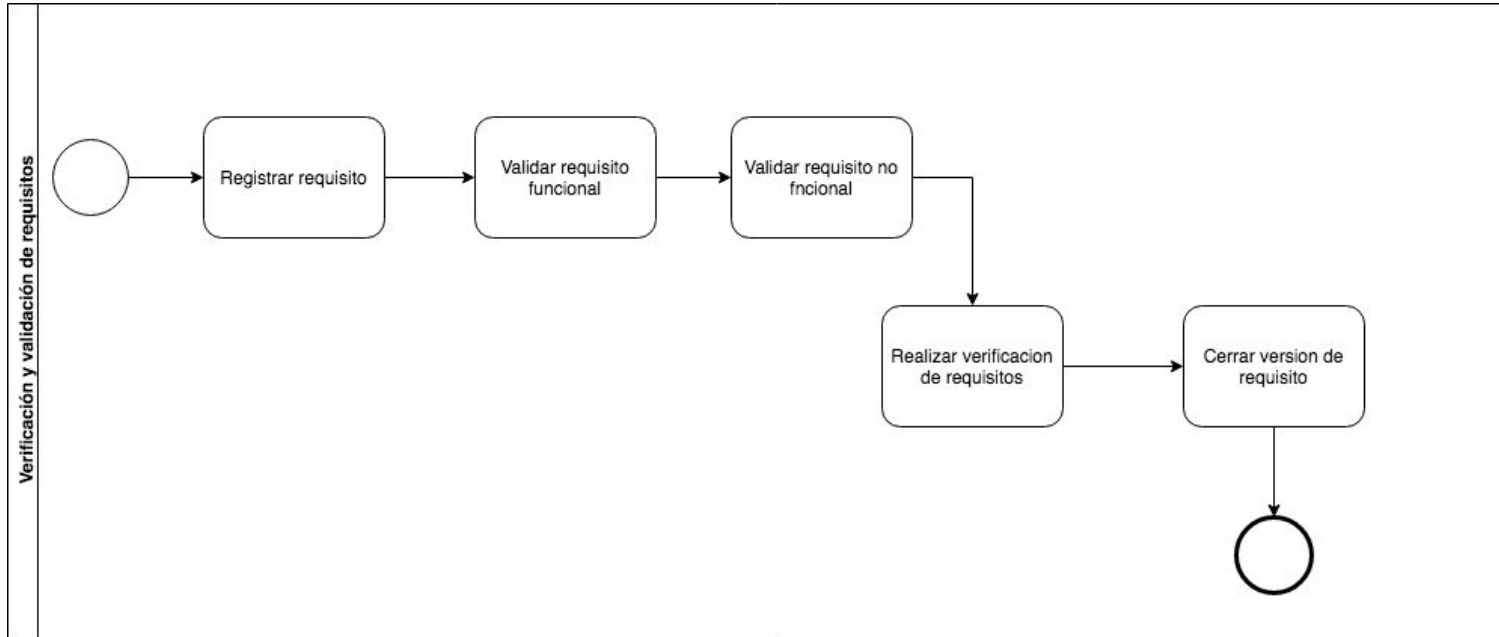 Verificación y validación de requisitos
Registrar requisito
Validar requisito
funcional
Validar requisito no
fncional
Realizar verificacion
de requisitos
Cerrar version de
requisito